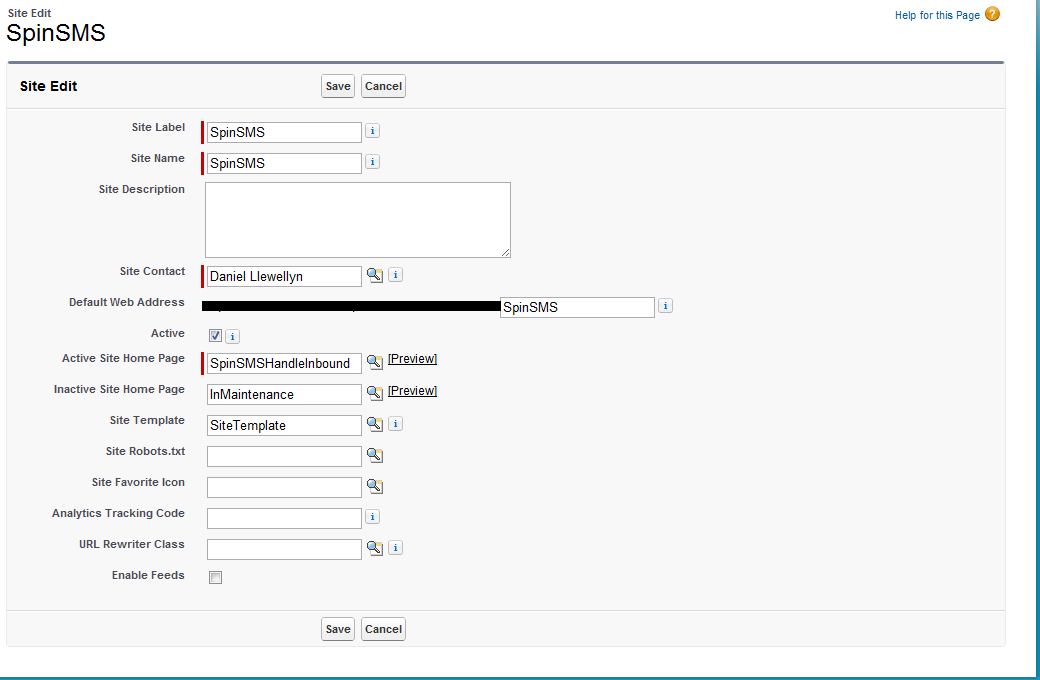 Site Edit
Help for this Page ?
SpinSMS
Site Edit Save Cancel
Site Label SpinSMS i
Site Name SpinSMS i
Site Description
Site Contact Daniel Llewellyn i
Default Web Address SpinSMS i
Active i
Active Site Home Page SpinSMSHandleInbound [Preview]
Inactive Site Home Page InMaintenance [Preview]
Site Template SiteTemplate i
Site Robots.txt
Site Favorite Icon
Analytics Tracking Code i
URL Rewriter Class i
Enable Feeds
Save Cancel